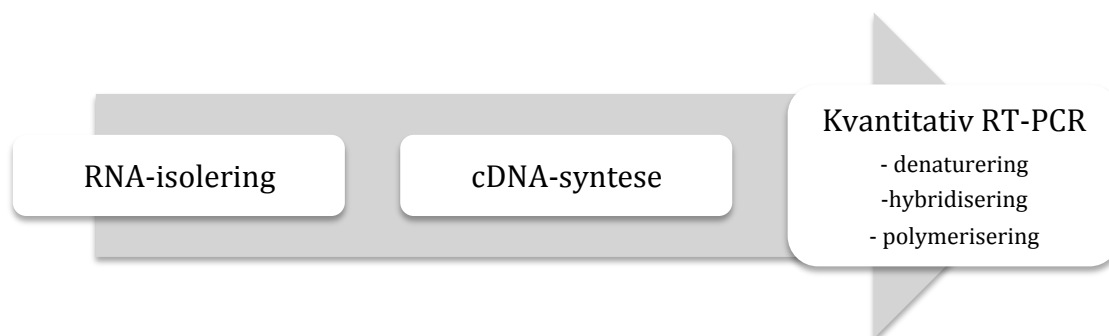 RNA-isolering
cDNA-syntese
Kvantitativ RT-PCR
- denaturering
-hybridisering
- polymerisering